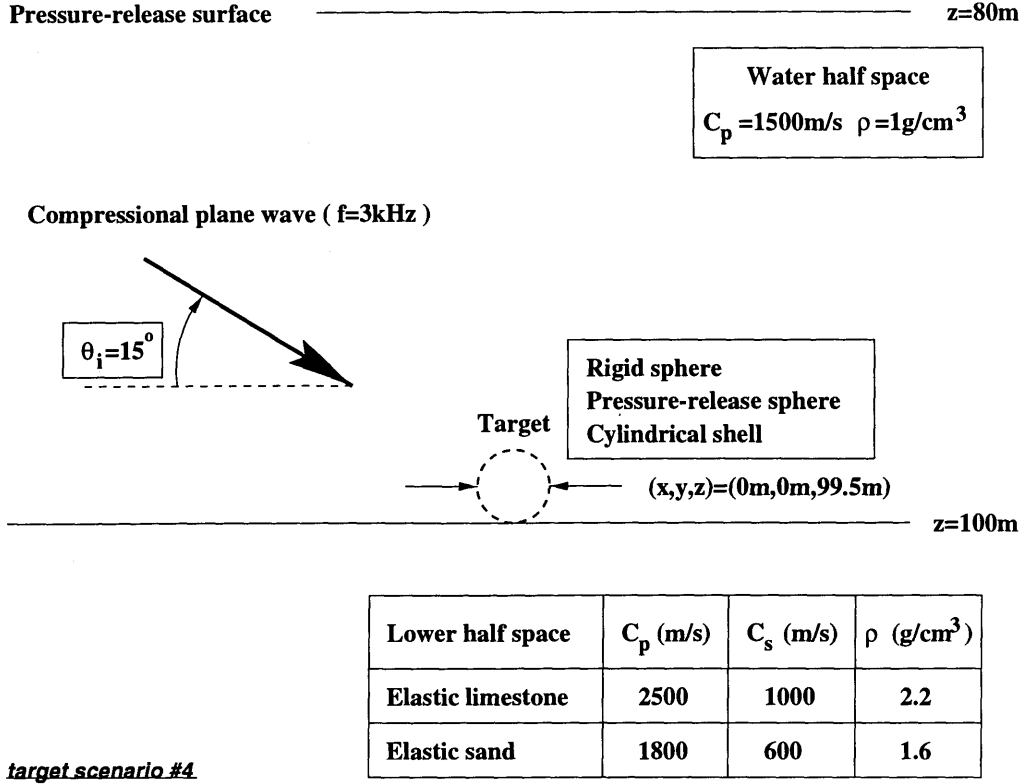 Pressure-release surface
z=80m
Water half space
Cp =1500m/s ρ=1g/cm³
Compressional plane wave ( f=3kHz )
θi=15°
Rigid sphere
Pressure-release sphere
Cylindrical shell
Target
(x,y,z)=(0m,0m,99.5m)
z=100m
Lower half space Cp (m/s) Cs (m/s) ρ (g/cm³)
Elastic limestone 2500 1000 2.2
Elastic sand 1800 600 1.6
target scenario #4